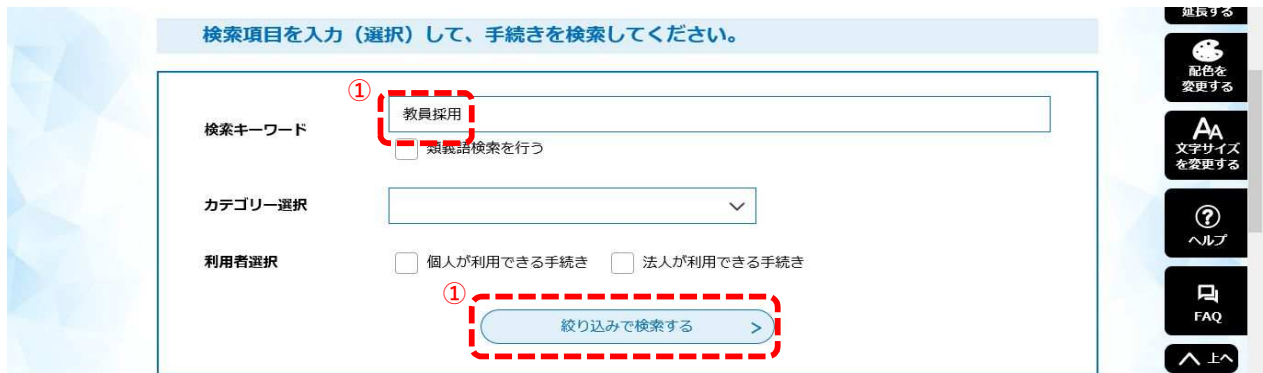 検索項目を入力（選択）して、手続きを検索してください。
①
検索キーワード
教員採用
類義語検索を行う
カテゴリー選択
利用者選択
個人が利用できる手続き
法人が利用できる手続き
①
絞り込みで検索する >
延長する
配色を
変更する
AA
文字サイズ
を変更する
?
ヘルプ
FAQ
上へ